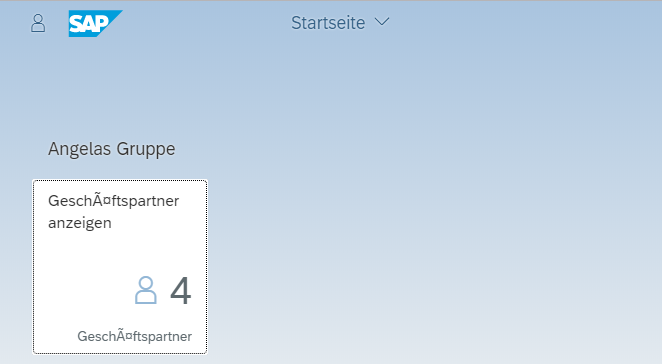 SAP
Startseite
Angelas Gruppe
GeschÃ¤ftspartner
anzeigen
4
GeschÃ¤ftspartner